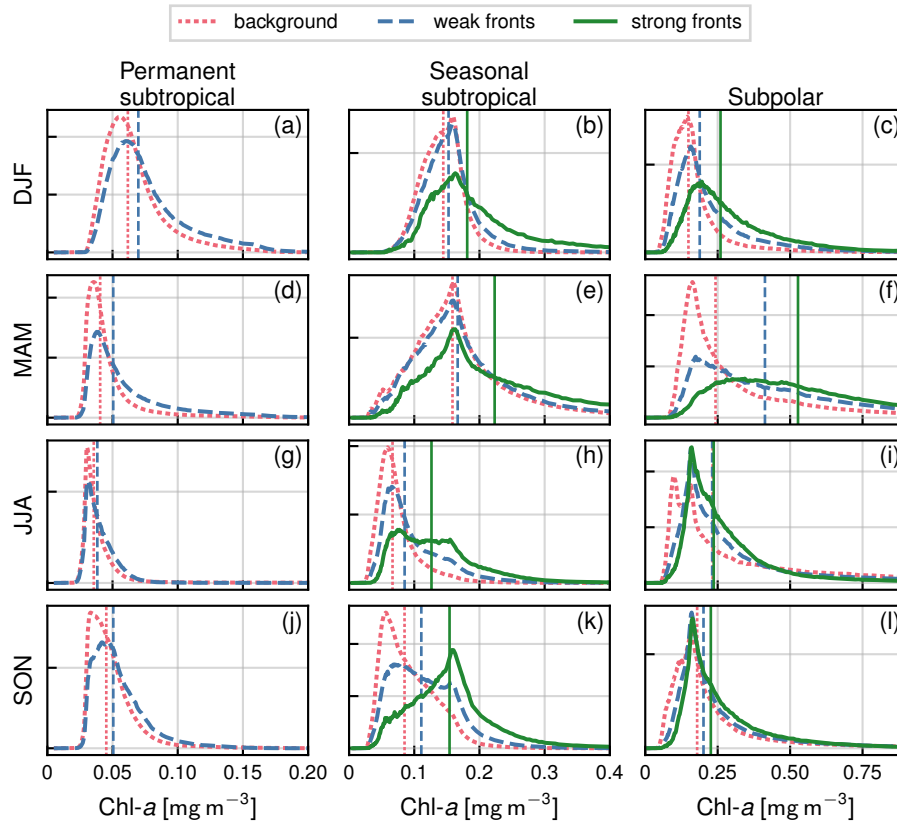 background weak fronts strong fronts
Permanent
subtropical
Seasonal
subtropical
Subpolar
DJF
(a)
(b)
(c)
MAM
(d)
(e)
(f)
JJA
(g)
(h)
(i)
SON
(j)
(k)
(l)
0 0.05 0.10 0.15 0.20
0 0.1 0.2 0.3 0.4
0 0.25 0.50 0.75
Chl-a [mg m⁻³]
Chl-a [mg m⁻³]
Chl-a [mg m⁻³]